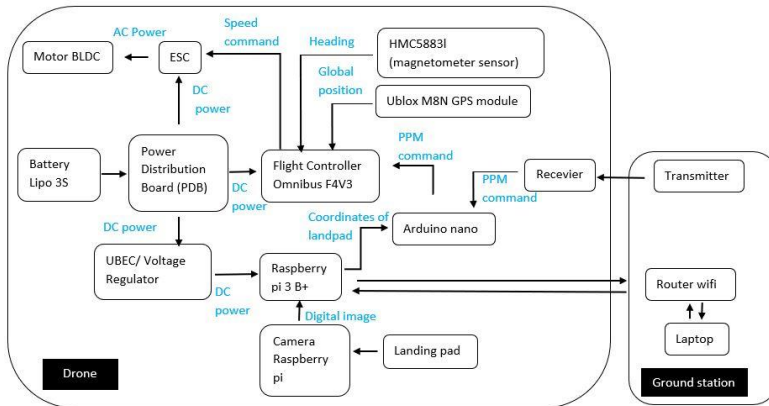 AC Power
Speed
command
Heading
HMC5883l
(magnetometer sensor)
Motor BLDC
ESC
Global
position
Ublox M8N GPS module
DC
power
PPM
command
Battery
Lipo 3S
Power
Distribution
Board (PDB)
DC
power
Flight Controller
Omnibus F4V3
PPM
command
Recevier
Transmitter
DC power
Coordinates of
landpad
Arduino nano
UBEC/ Voltage
Regulator
DC
power
Raspberry
pi 3 B+
Router wifi
Digital image
Camera
Raspberry
pi
Landing pad
Laptop
Drone
Ground station